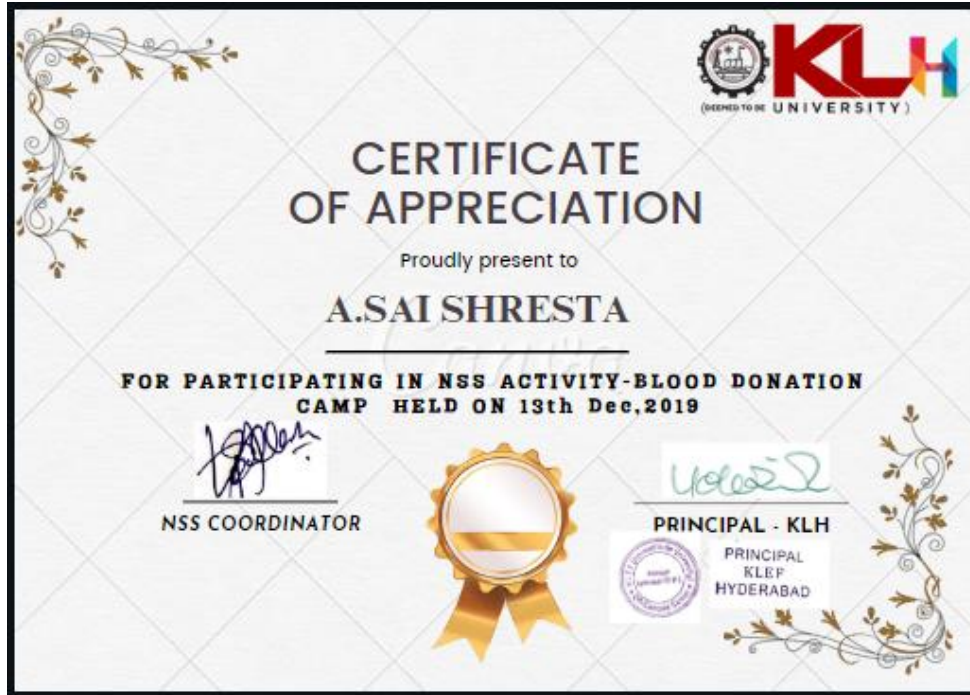 KLH
(DEEMED TO BE UNIVERSITY)
CERTIFICATE
OF APPRECIATION
Proudly present to
A.SAI SHRESTA
Canva
FOR PARTICIPATING IN NSS ACTIVITY-BLOOD DONATION
CAMP HELD ON 13th Dec,2019
NSS COORDINATOR
PRINCIPAL - KLH
PRINCIPAL
KLEF
HYDERABAD